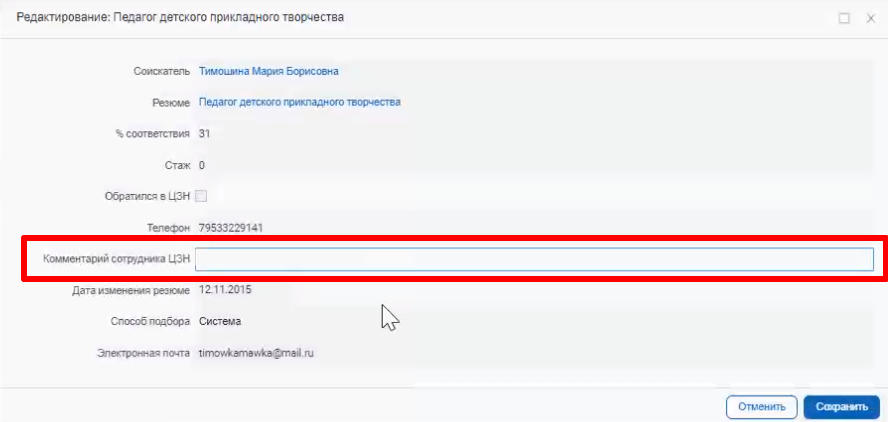 Редактирование: Педагог детского прикладного творчества
Соискатель Тимошина Мария Борисовна
Резюме Педагог детского прикладного творчества
% соответствия 31
Стаж 0
Обратился в ЦЗН
Телефон 79533229141
Комментарий сотрудника ЦЗН
Дата изменения резюме 12.11.2015
Способ подбора Система
Электронная почта timowkamawka@mail.ru
Отменить Сохранить